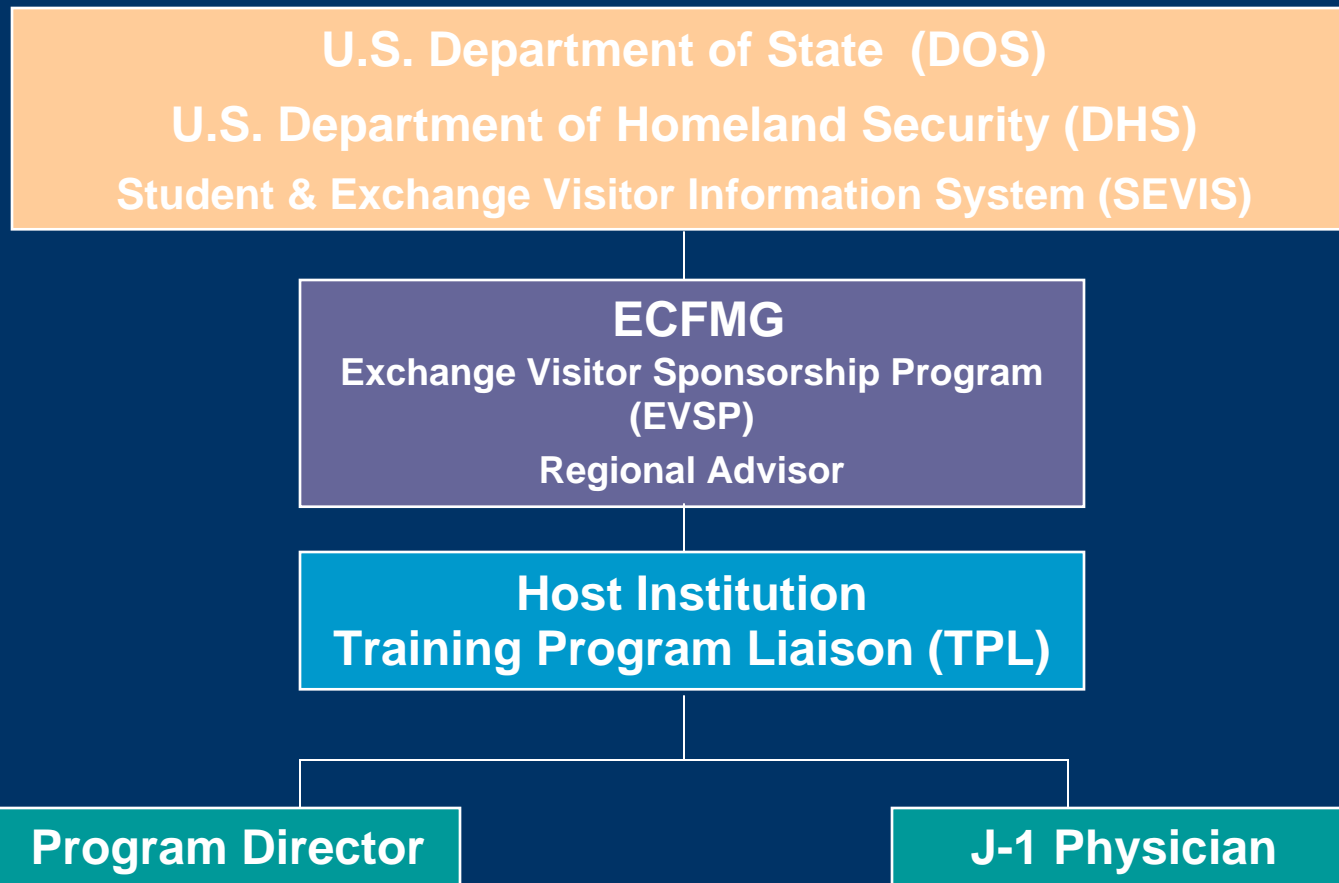 U.S. Department of State (DOS)
U.S. Department of Homeland Security (DHS)
Student & Exchange Visitor Information System (SEVIS)
ECFMG
Exchange Visitor Sponsorship Program
(EVSP)
Regional Advisor
Host Institution
Training Program Liaison (TPL)
Program Director
J-1 Physician